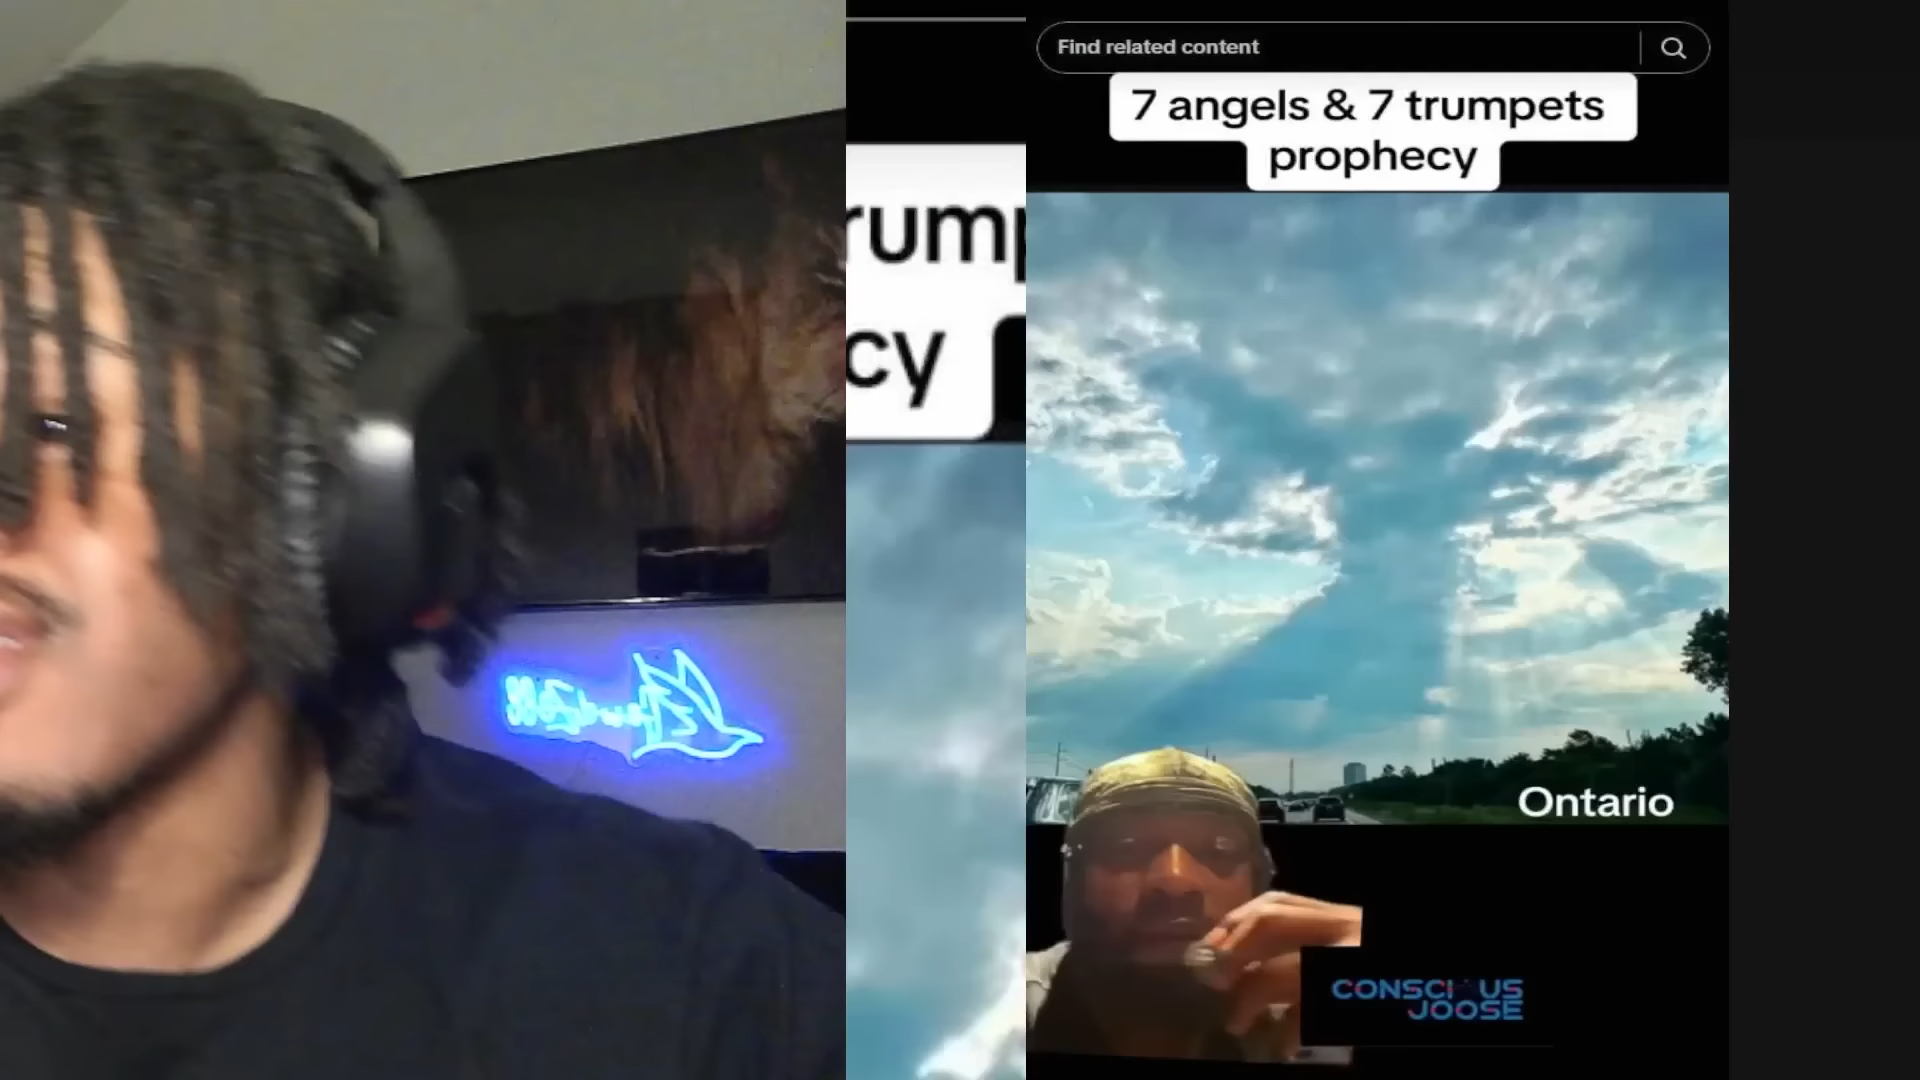 Find related content
7 angels & 7 trumpets
prophecy
rump
cy
Ontario
CONSCI US
JOOSE